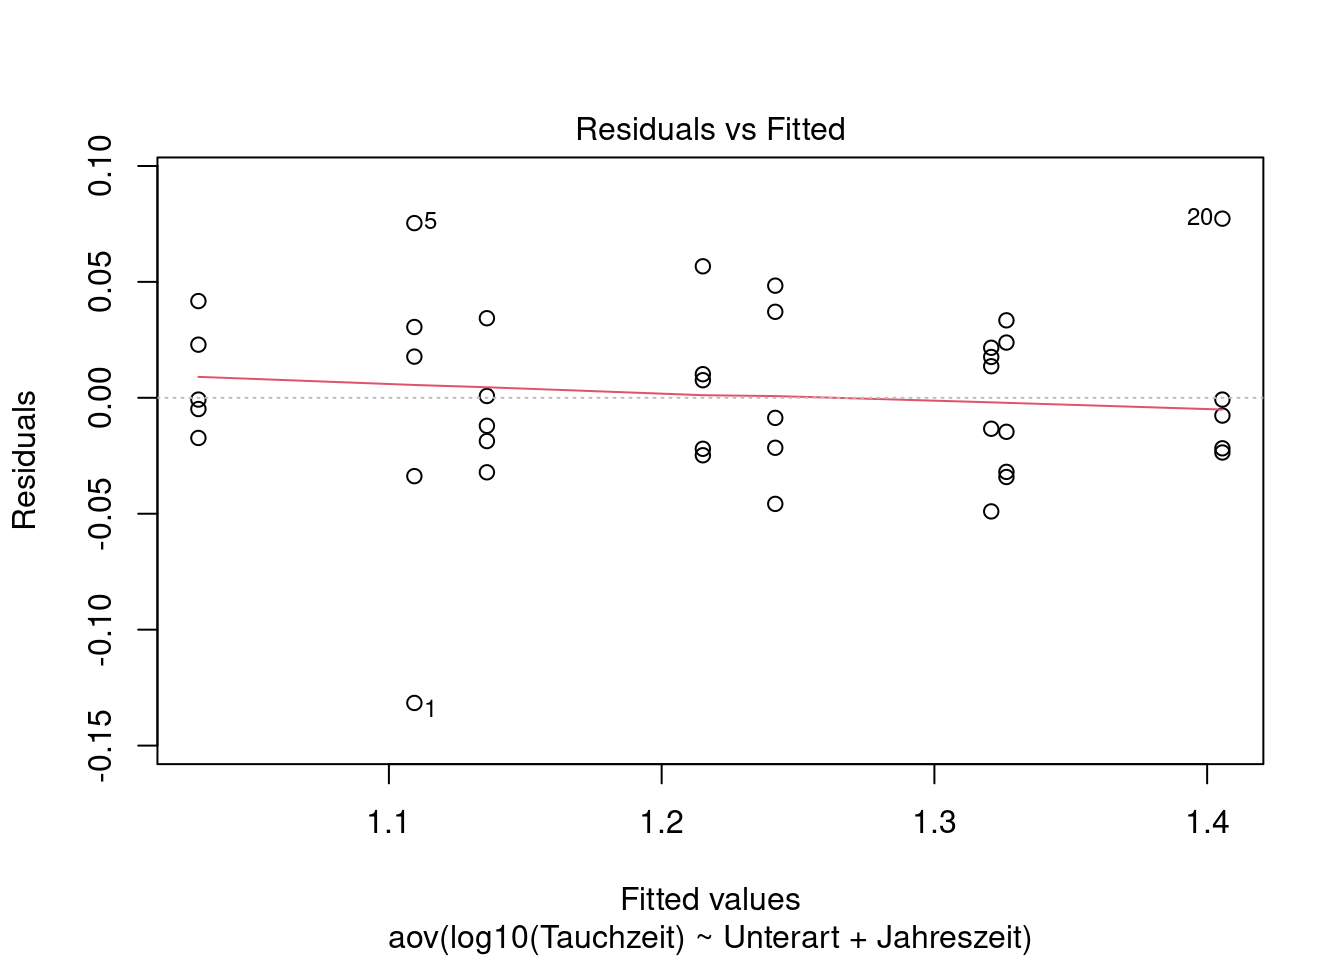 Residuals vs Fitted
0.10
0.05
0.00
-0.05
-0.10
-0.15
Residuals
5
20
1
1.1 1.2 1.3 1.4
Fitted values
aov(log10(Tauchzeit) ~ Unterart + Jahreszeit)